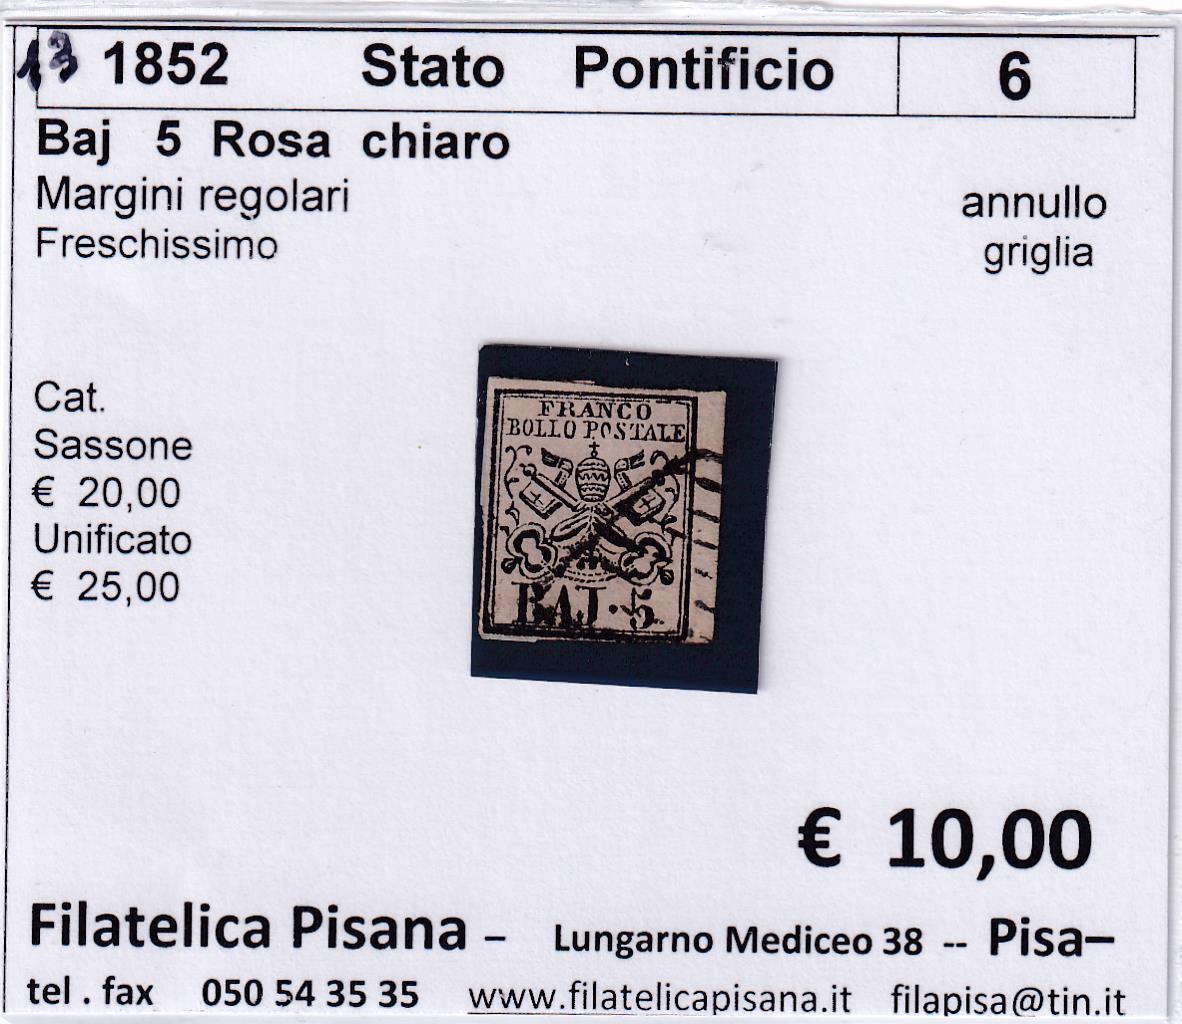 13 1852 Stato Pontificio 6
Baj 5 Rosa chiaro
Margini regolari
annullo
Freschissimo
griglia
Cat.
Sassone
€ 20,00
Unificato
€ 25,00
FRANCO
BOLLO POSTALE
BAJ · 5
€ 10,00
Filatelica Pisana – Lungarno Mediceo 38 -- Pisa–
tel . fax 050 54 35 35 www.filatelicapisana.it filapisa@tin.it